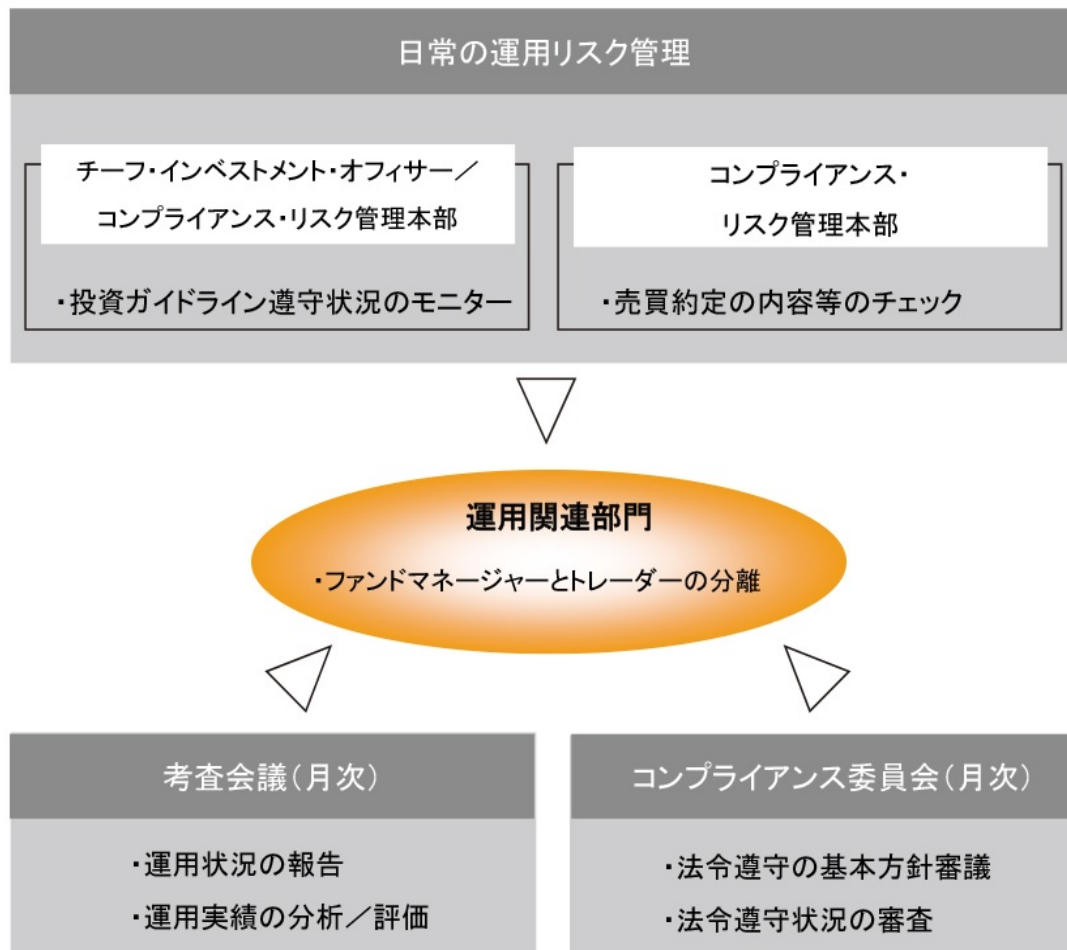 日常の運用リスク管理
チーフ・インベストメント・オフィサー／
コンプライアンス・リスク管理本部
・投資ガイドライン遵守状況のモニター
コンプライアンス・
リスク管理本部
・売買約定の内容等のチェック
運用関連部門
・ファンドマネージャーとトレーダーの分離
考査会議（月次）
・運用状況の報告
・運用実績の分析／評価
コンプライアンス委員会（月次）
・法令遵守の基本方針審議
・法令遵守状況の審査